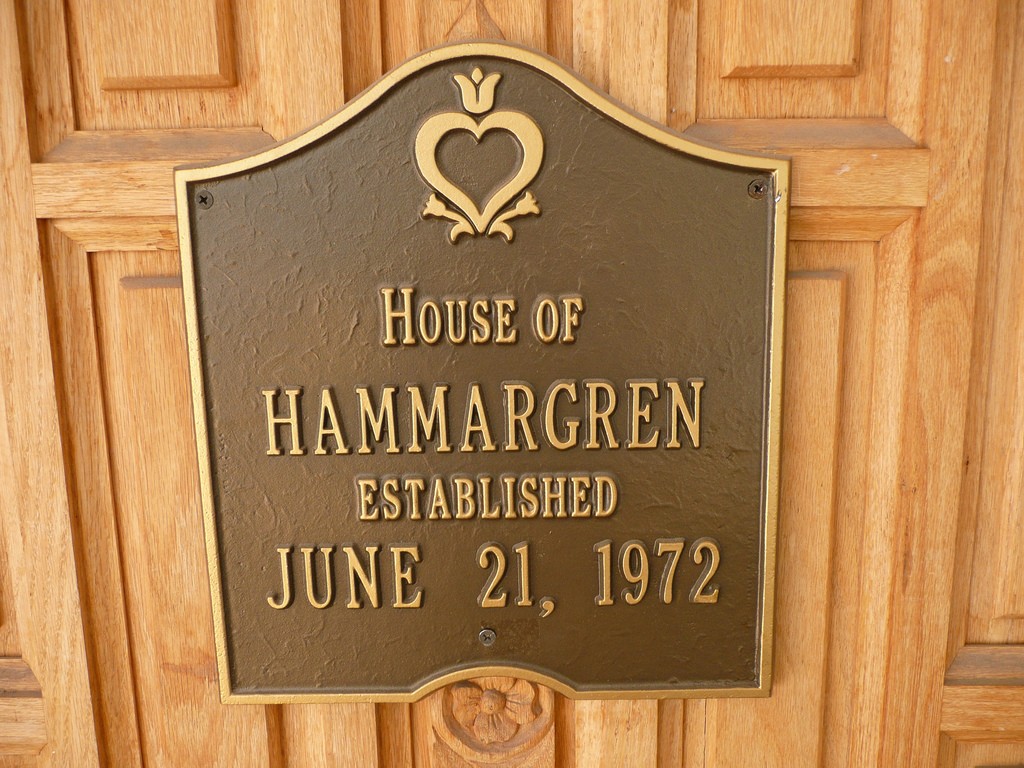 House of
HAMMARGREN
ESTABLISHED
JUNE 21, 1972